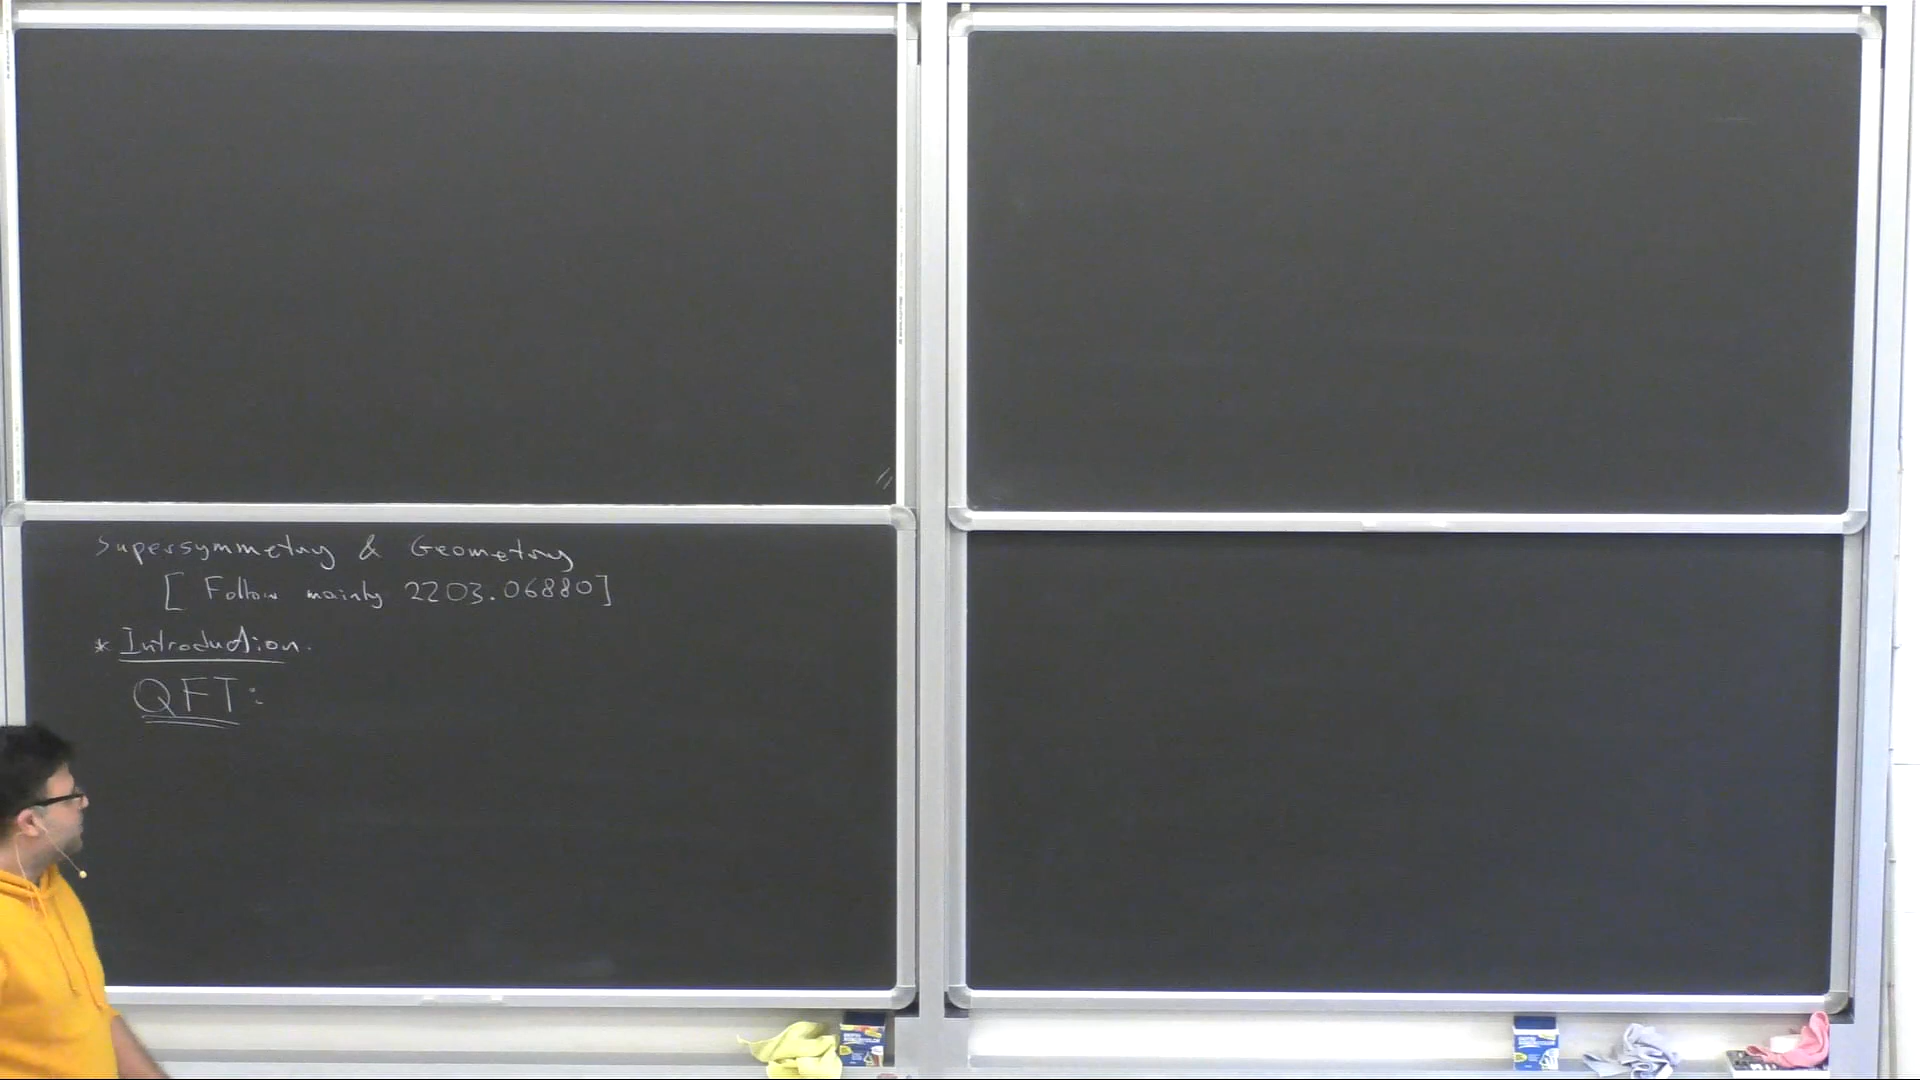 Supersymmetry & Geometry
[ Follow mainly 2203.06880]
* Introduction.
QFT: